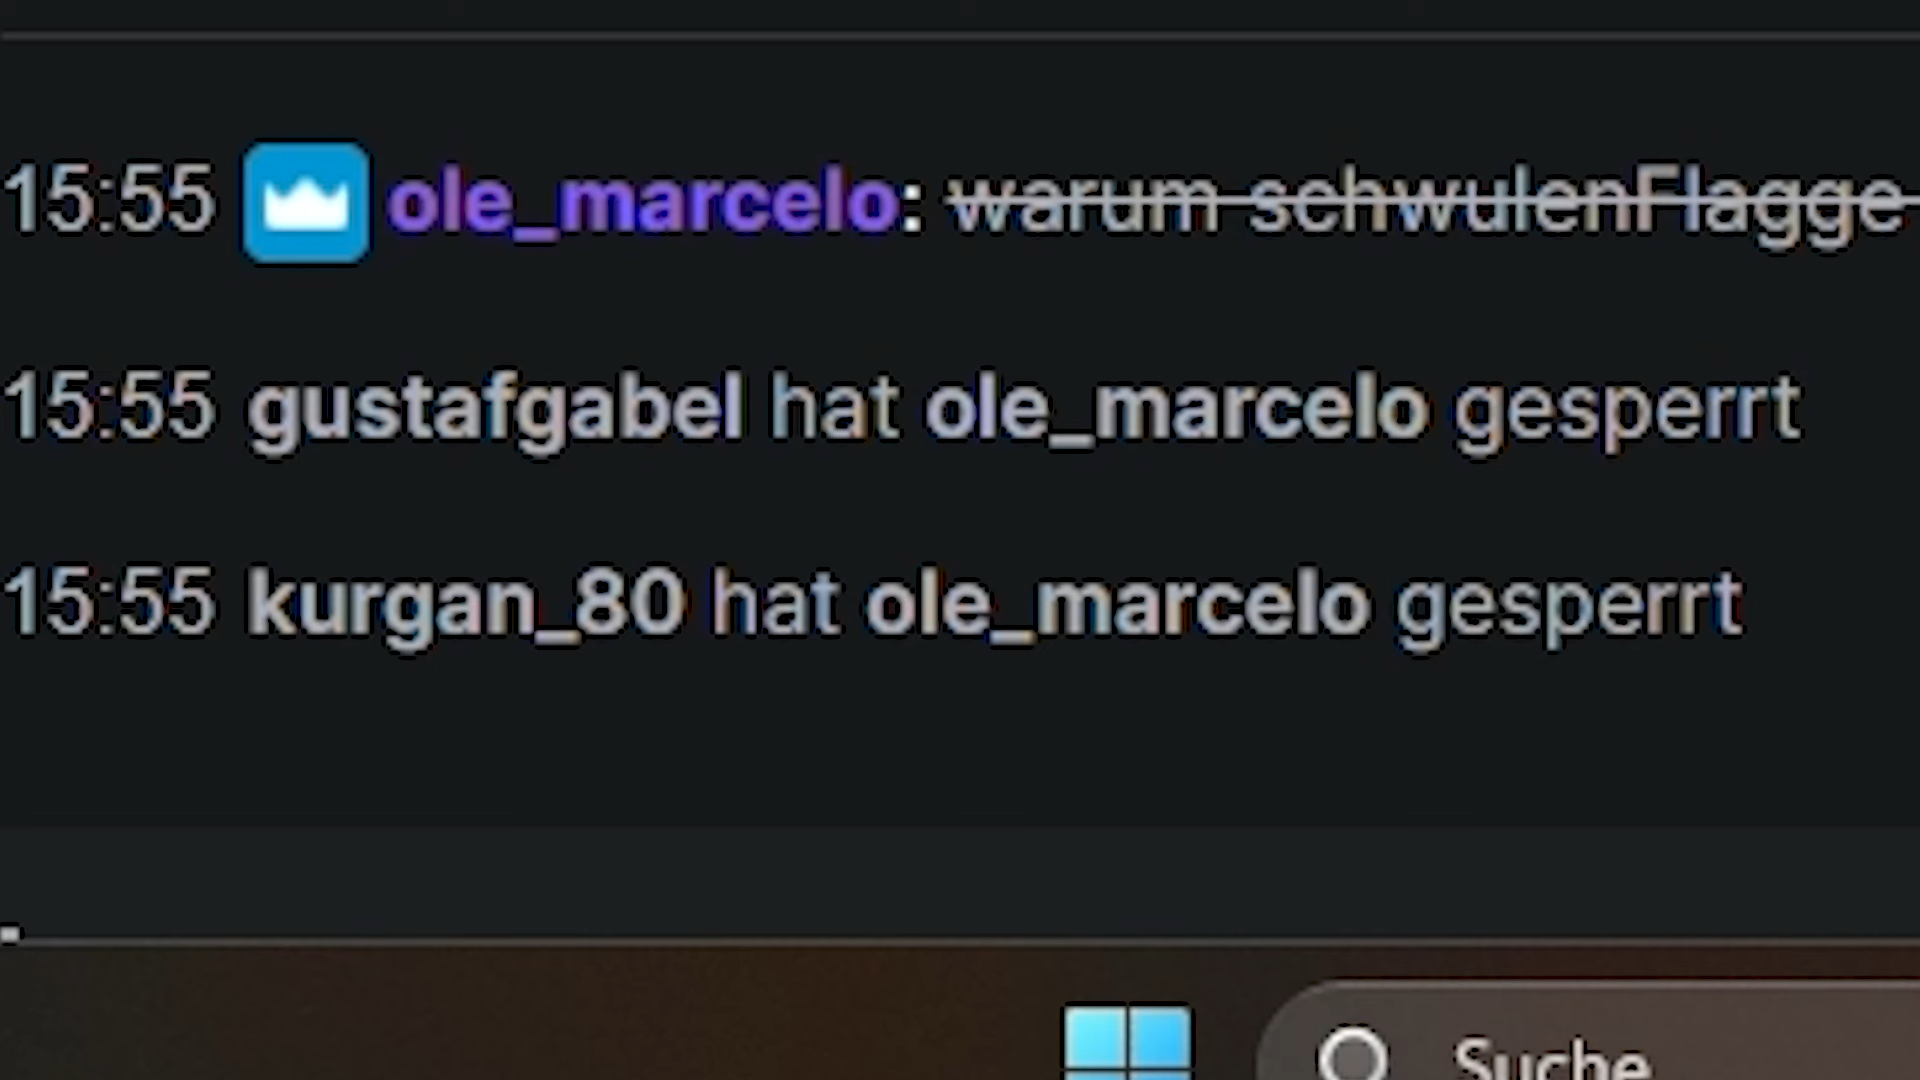 15:55 ole_marcelo: warum schwulenFlagge
15:55 gustafgabel hat ole_marcelo gesperrt
15:55 kurgan_80 hat ole_marcelo gesperrt
Suche